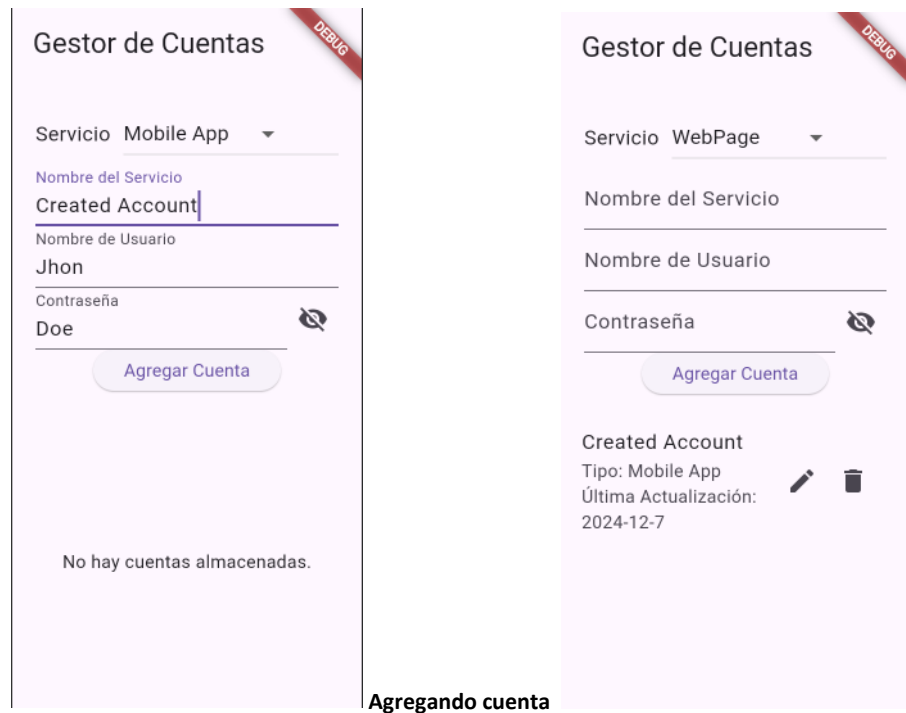 DEBUG
Gestor de Cuentas
Servicio Mobile App
Nombre del Servicio
Created Account
Nombre de Usuario
Jhon
Contraseña
Doe
Agregar Cuenta
No hay cuentas almacenadas.
Agregando cuenta
DEBUG
Gestor de Cuentas
Servicio WebPage
Nombre del Servicio
Nombre de Usuario
Contraseña
Agregar Cuenta
Created Account
Tipo: Mobile App
Última Actualización:
2024-12-7